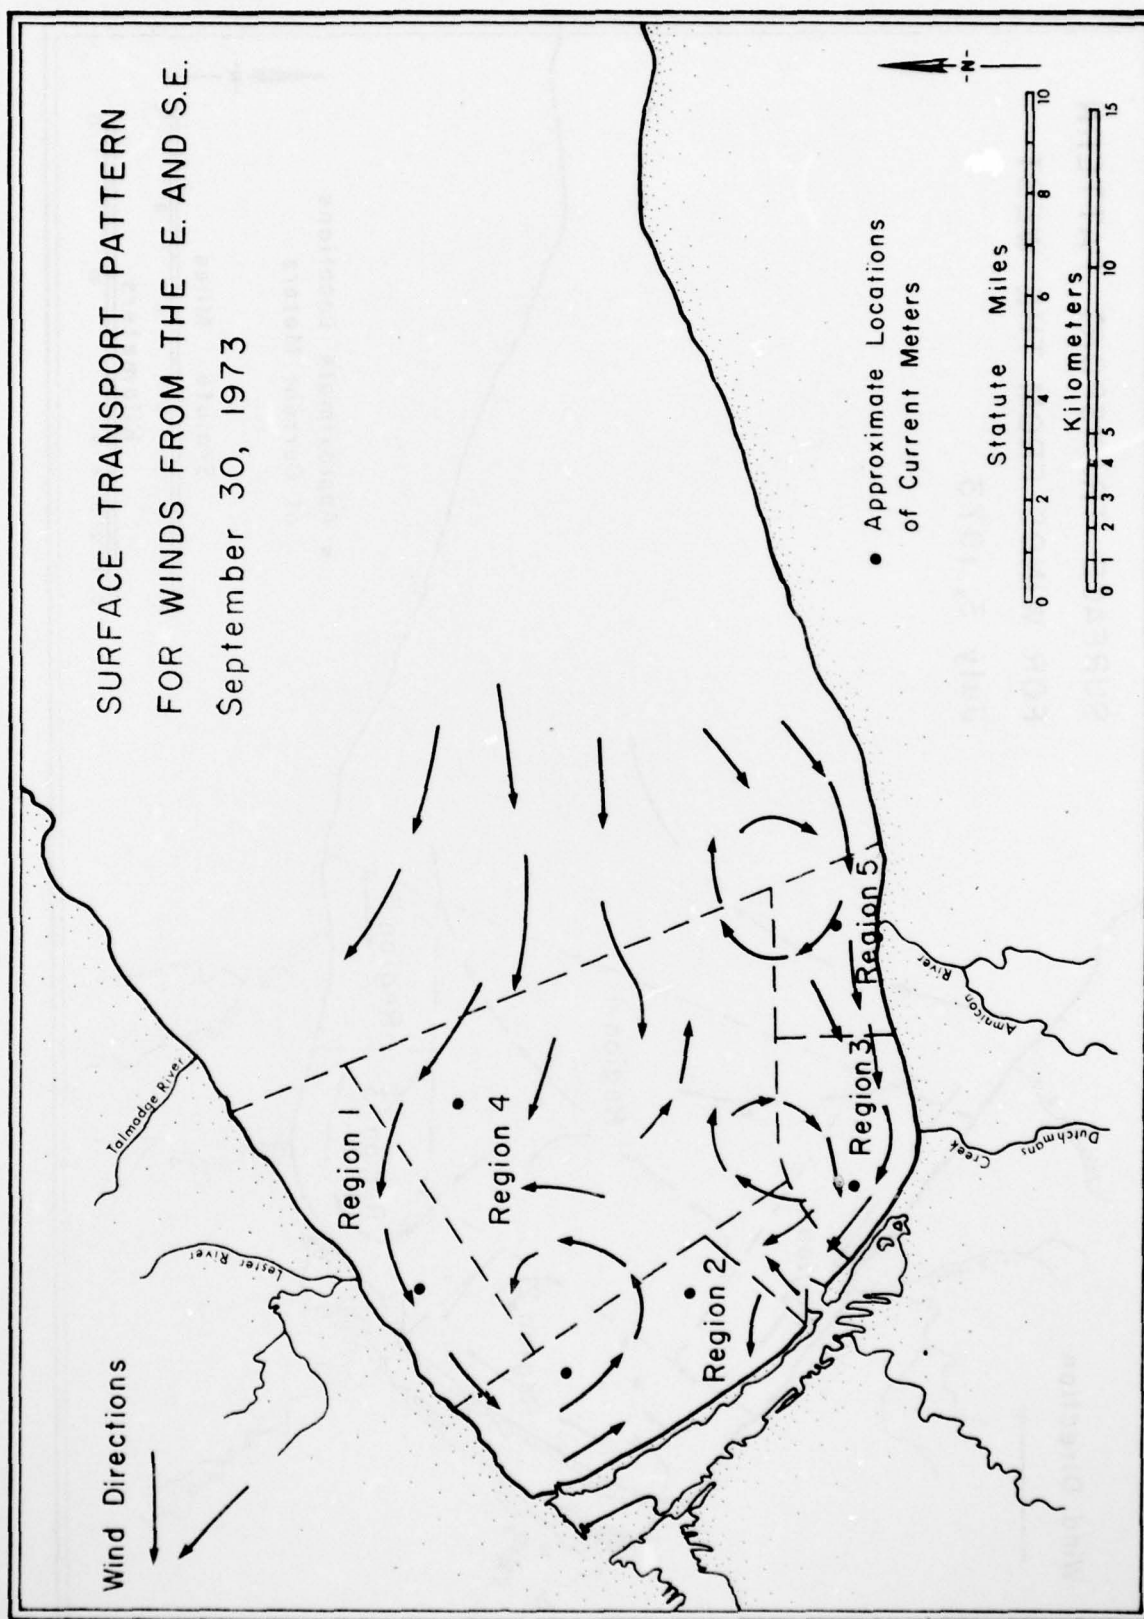 SURFACE TRANSPORT PATTERN
FOR WINDS FROM THE E. AND S.E.
September 30, 1973
Wind Directions
Talmadge River
Lester River
Region 1
Region 4
Region 2
Region 3
Region 5
Amnicon
River
Dutchmans
Creek
• Approximate Locations
of Current Meters
-N-
Statute Miles
0 2 4 6 8 10
Kilometers
0 1 2 3 4 5 10 15